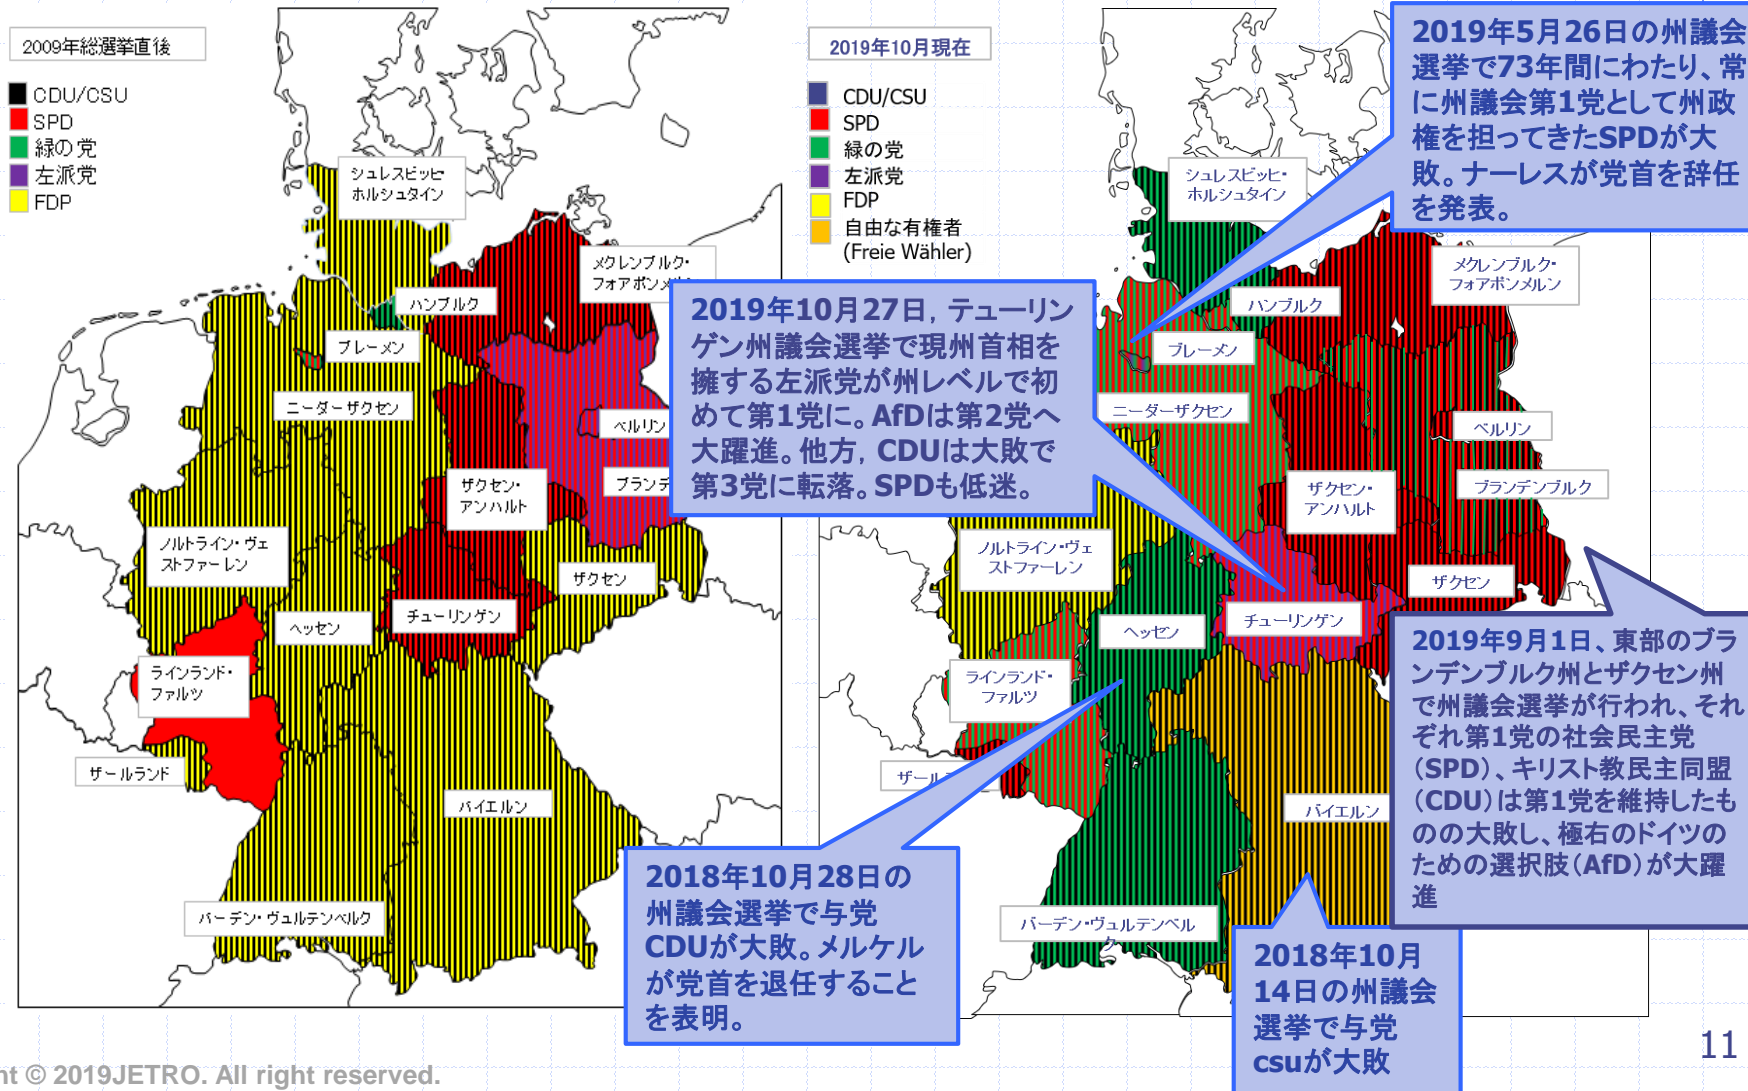 2009年総選挙直後
CDU/CSU
SPD
緑の党
左派党
FDP
シュレスビッヒ
ホルシュタイン
メクレンブルク・
フォアポンメルン
ハンブルク
ブレーメン
ニーダーザクセン
ベルリン
ザクセン・
アンハルト
ブランデ
ノルトライン・ヴェ
ストファーレン
ザクセン
チューリンゲン
ヘッセン
ラインランド・
ファルツ
ザールランド
バイエルン
バーデン・ヴュルテンベルク
2019年10月現在
CDU/CSU
SPD
緑の党
左派党
FDP
自由な有権者
(Freie Wähler)
シュレスビッヒ・
ホルシュタイン
メクレンブルク・
フォアポンメルン
ハンブルク
ブレーメン
ニーダーザクセン
ベルリン
ザクセン・
アンハルト
ブランデンブルク
ノルトライン・ヴェ
ストファーレン
ザクセン
チューリンゲン
ヘッセン
ラインランド・
ファルツ
ザール
バイエルン
バーデン・ヴュルテンベル
2019年5月26日の州議会
選挙で73年間にわたり、常
に州議会第1党として州政
権を担ってきたSPDが大
敗。ナーレスが党首を辞任
を発表。
2019年10月27日，テューリン
ゲン州議会選挙で現州首相を
擁する左派党が州レベルで初
めて第1党に。AfDは第2党へ
大躍進。他方，CDUは大敗で
第3党に転落。SPDも低迷。
2019年9月1日、東部のブラ
ンデンブルク州とザクセン州
で州議会選挙が行われ、それ
ぞれ第1党の社会民主党
（SPD）、キリスト教民主同盟
（CDU）は第1党を維持したも
のの大敗し、極右のドイツの
ための選択肢（AfD）が大躍
進
2018年10月28日の
州議会選挙で与党
CDUが大敗。メルケル
が党首を退任すること
を表明。
2018年10月
14日の州議会
選挙で与党
csuが大敗
11
nt © 2019JETRO. All right reserved.